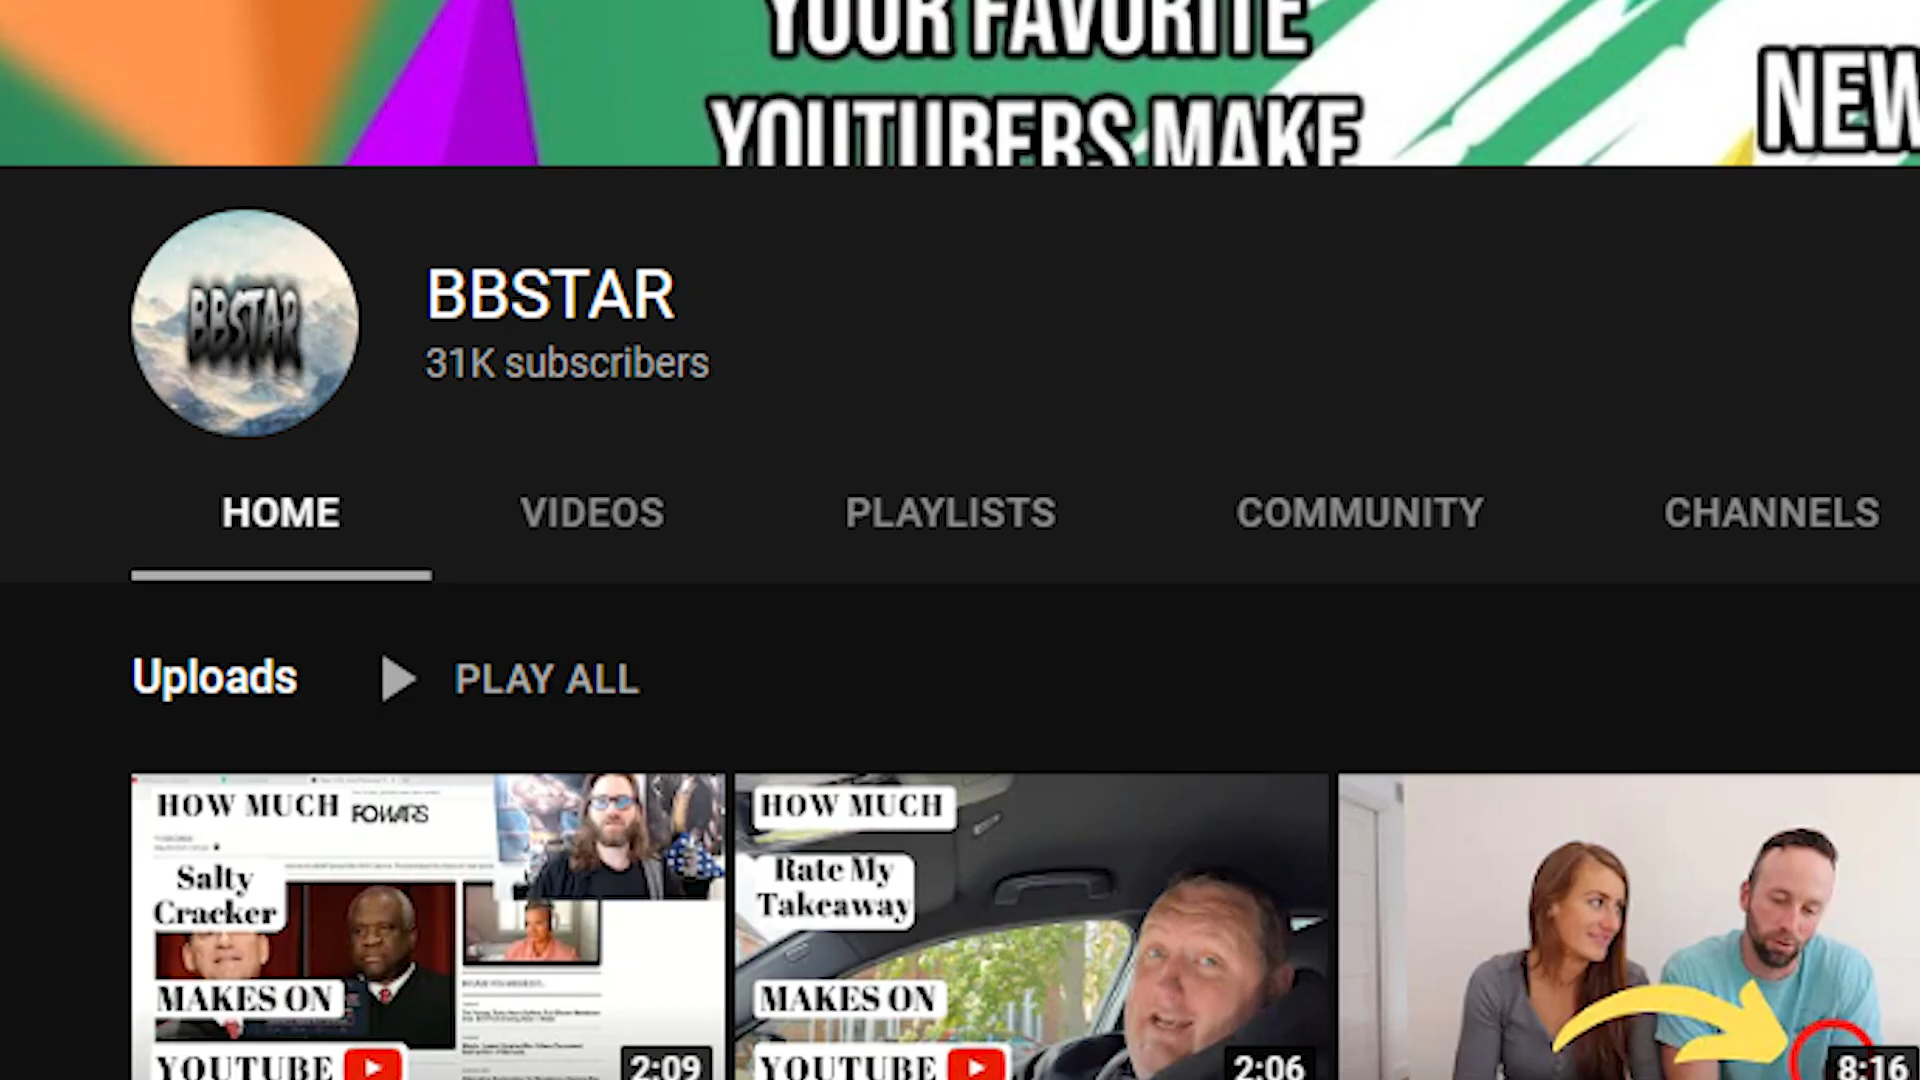 YOUR FAVORITE
YOUTUBERS MAKE
NEW
BBSTAR
BBSTAR
31K subscribers
HOME
VIDEOS
PLAYLISTS
COMMUNITY
CHANNELS
Uploads
PLAY ALL
HOW MUCH
FOWARS
Salty
Cracker
MAKES ON
YOUTUBE
2:09
HOW MUCH
Rate My
Takeaway
MAKES ON
YOUTUBE
2:06
8:16